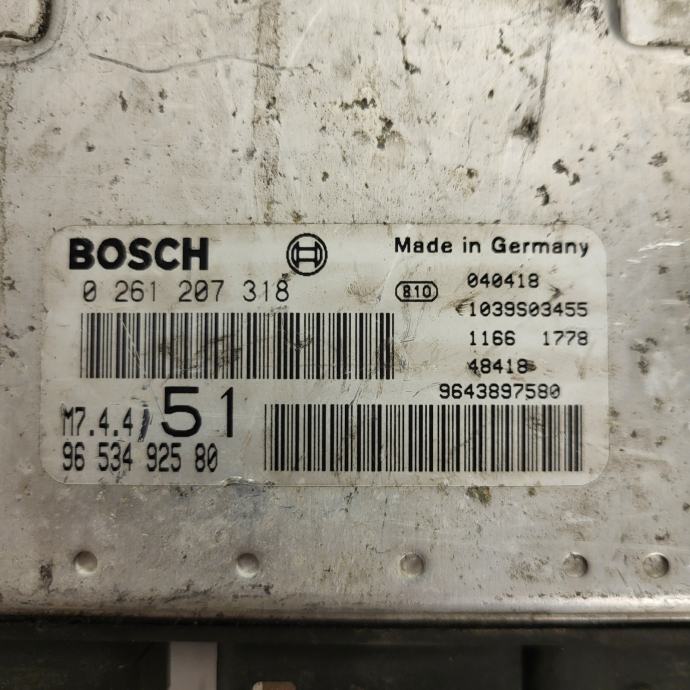 BOSCH
Made in Germany
0 261 207 318
810
040418
1039S03455
1166 1778
48418
9643897580
M7.4.4/51
96 534 925 80